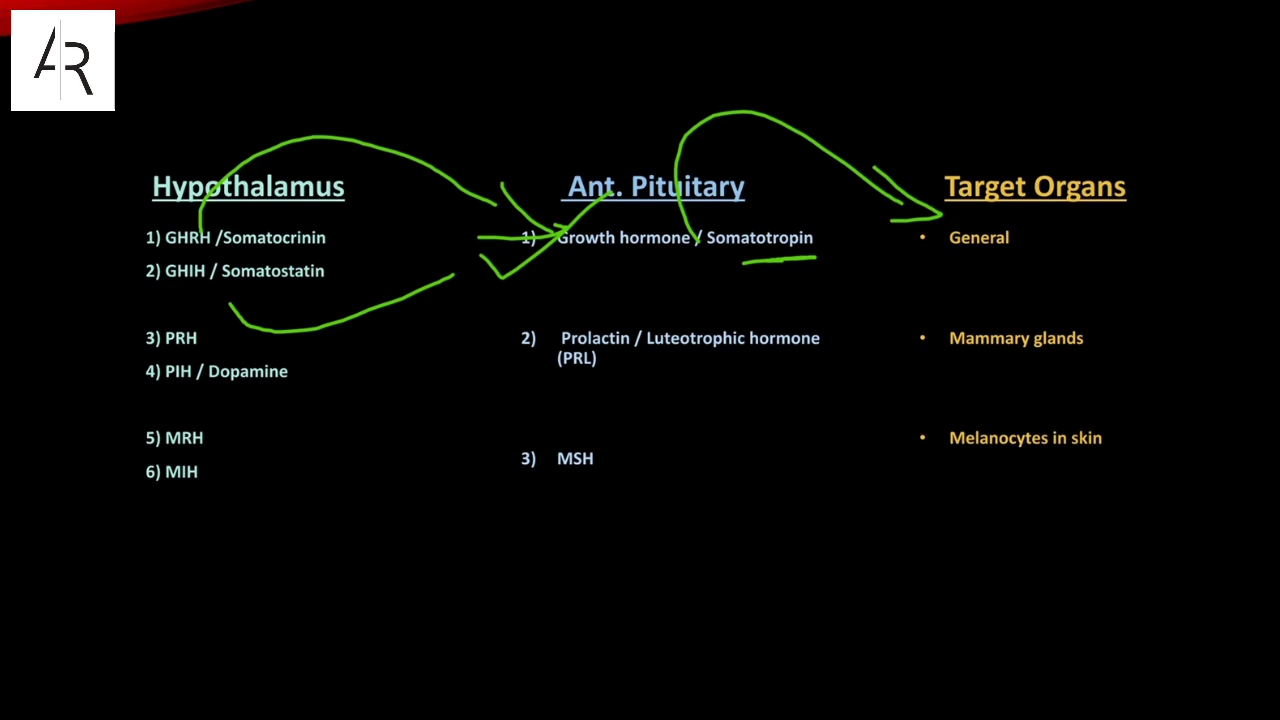 AR
Hypothalamus
1) GHRH /Somatocrinin
2) GHIH / Somatostatin
3) PRH
4) PIH / Dopamine
5) MRH
6) MIH
Ant. Pituitary
1) Growth hormone / Somatotropin
2) Prolactin / Luteotrophic hormone
(PRL)
3) MSH
Target Organs
• General
• Mammary glands
• Melanocytes in skin